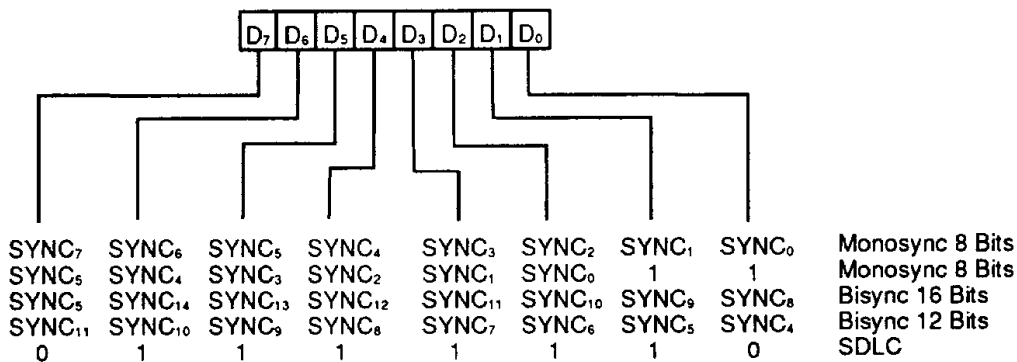 D₇ D₆ D₅ D₄ D₃ D₂ D₁ D₀
SYNC₇ SYNC₆ SYNC₅ SYNC₄ SYNC₃ SYNC₂ SYNC₁ SYNC₀ Monosync 8 Bits
SYNC₅ SYNC₄ SYNC₃ SYNC₂ SYNC₁ SYNC₀ 1 1 Monosync 8 Bits
SYNC₅ SYNC₁₄ SYNC₁₃ SYNC₁₂ SYNC₁₁ SYNC₁₀ SYNC₉ SYNC₈ Bisync 16 Bits
SYNC₁₁ SYNC₁₀ SYNC₉ SYNC₈ SYNC₇ SYNC₆ SYNC₅ SYNC₄ Bisync 12 Bits
0 1 1 1 1 1 1 0 SDLC